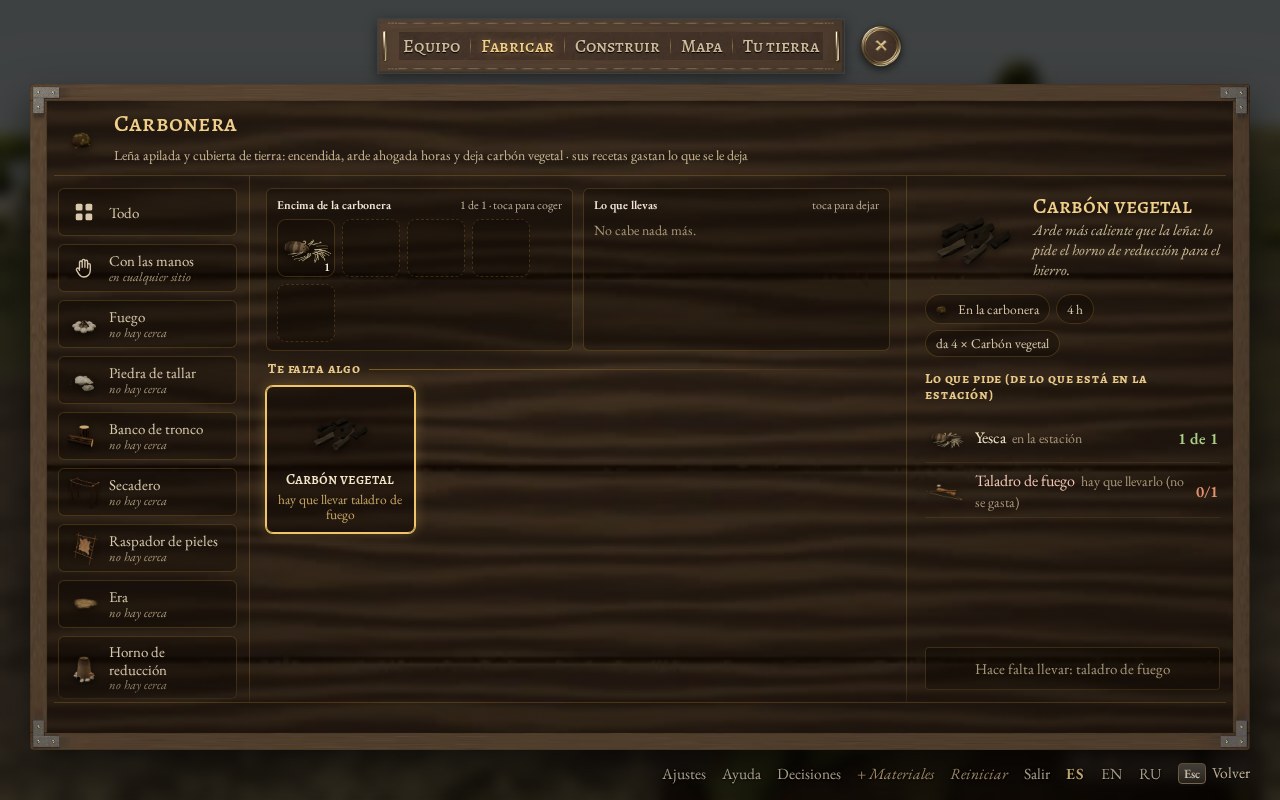 Equipo
Fabricar
Construir
Mapa
Tu tierra
×
Carbonera
Leña apilada y cubierta de tierra: encendida, arde ahogada horas y deja carbón vegetal · sus recetas gastan lo que se le deja
Todo
Con las manos
en cualquier sitio
Fuego
no hay cerca
Piedra de tallar
no hay cerca
Banco de tronco
no hay cerca
Secadero
no hay cerca
Raspador de pieles
no hay cerca
Era
no hay cerca
Horno de
reducción
no hay cerca
Encima de la carbonera
1 de 1 · toca para coger
1
Lo que llevas
toca para dejar
No cabe nada más.
Te falta algo
Carbón vegetal
hay que llevar taladro de
fuego
Carbón vegetal
Arde más caliente que la leña: lo
pide el horno de reducción para el
hierro.
En la carbonera
4 h
da 4 × Carbón vegetal
Lo que pide (de lo que está en la
estación)
Yesca en la estación
1 de 1
Taladro de fuego hay que llevarlo (no
se gasta)
0/1
Hace falta llevar: taladro de fuego
Ajustes
Ayuda
Decisiones
+ Materiales
Reiniciar
Salir
ES
EN
RU
Esc
Volver